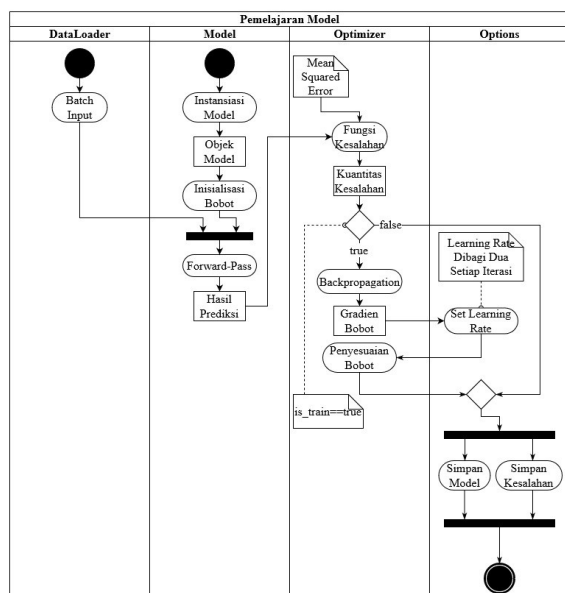 Pemelajaran Model
DataLoader
Model
Optimizer
Options
Batch
Input
Instansiasi
Model
Objek
Model
Inisialisasi
Bobot
Forward-Pass
Hasil
Prediksi
Mean
Squared
Error
Fungsi
Kesalahan
Kuantitas
Kesalahan
false
true
Backpropagation
Gradien
Bobot
Penyesuaian
Bobot
is_train==true
Learning Rate
Dibagi Dua
Setiap Iterasi
Set Learning
Rate
Simpan
Model
Simpan
Kesalahan